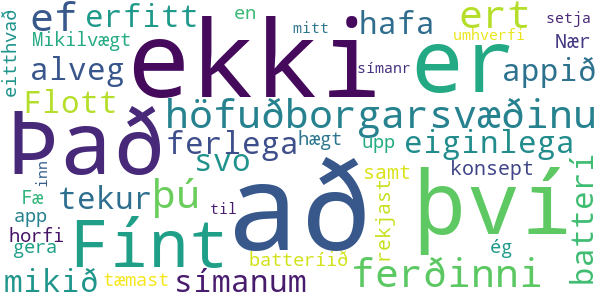 ef erfitt en mitt hafa ert setja
eitthvað Mikilvægt ekki er umhverfi Nær
alveg símanr appið
Flott höfuðborgarsvæðinu
Það ferlega hægt upp eiginlega
inn svo að því samt konsept batterí
Fæ tekur þú rekjast
app til Fínt ég
horfi gera batteríið
mikið tæmast símanum ferðinni